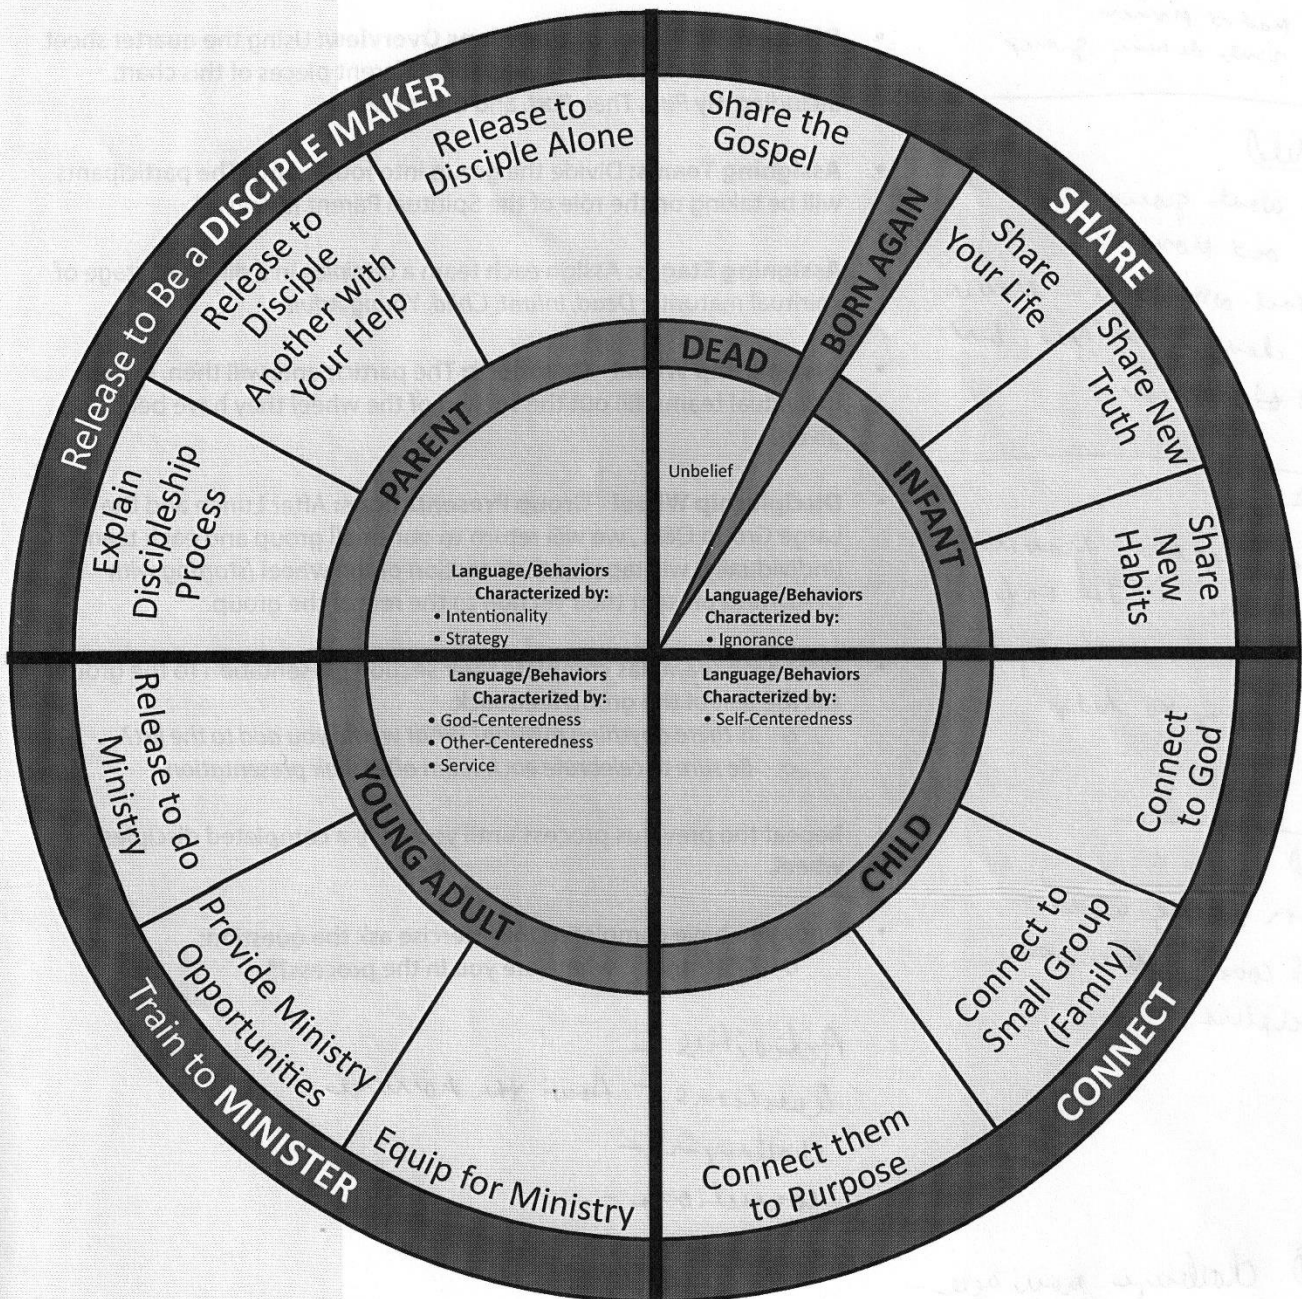 SHARE
Share the
Gospel
BORN AGAIN
Share
Your Life
Share New
Truth
Share
New
Habits
DEAD
Unbelief
INFANT
Language/Behaviors
Characterized by:
• Ignorance
CONNECT
Connect
to God
Connect to
Small Group
(Family)
Connect them
to Purpose
CHILD
Language/Behaviors
Characterized by:
• Self-Centeredness
Train to MINISTER
Equip for Ministry
Provide Ministry
Opportunities
Release to do
Ministry
YOUNG ADULT
Language/Behaviors
Characterized by:
• God-Centeredness
• Other-Centeredness
• Service
Release to Be a DISCIPLE MAKER
Explain
Discipleship
Process
Release to
Disciple
Another with
Your Help
Release to
Disciple Alone
PARENT
Language/Behaviors
Characterized by:
• Intentionality
• Strategy